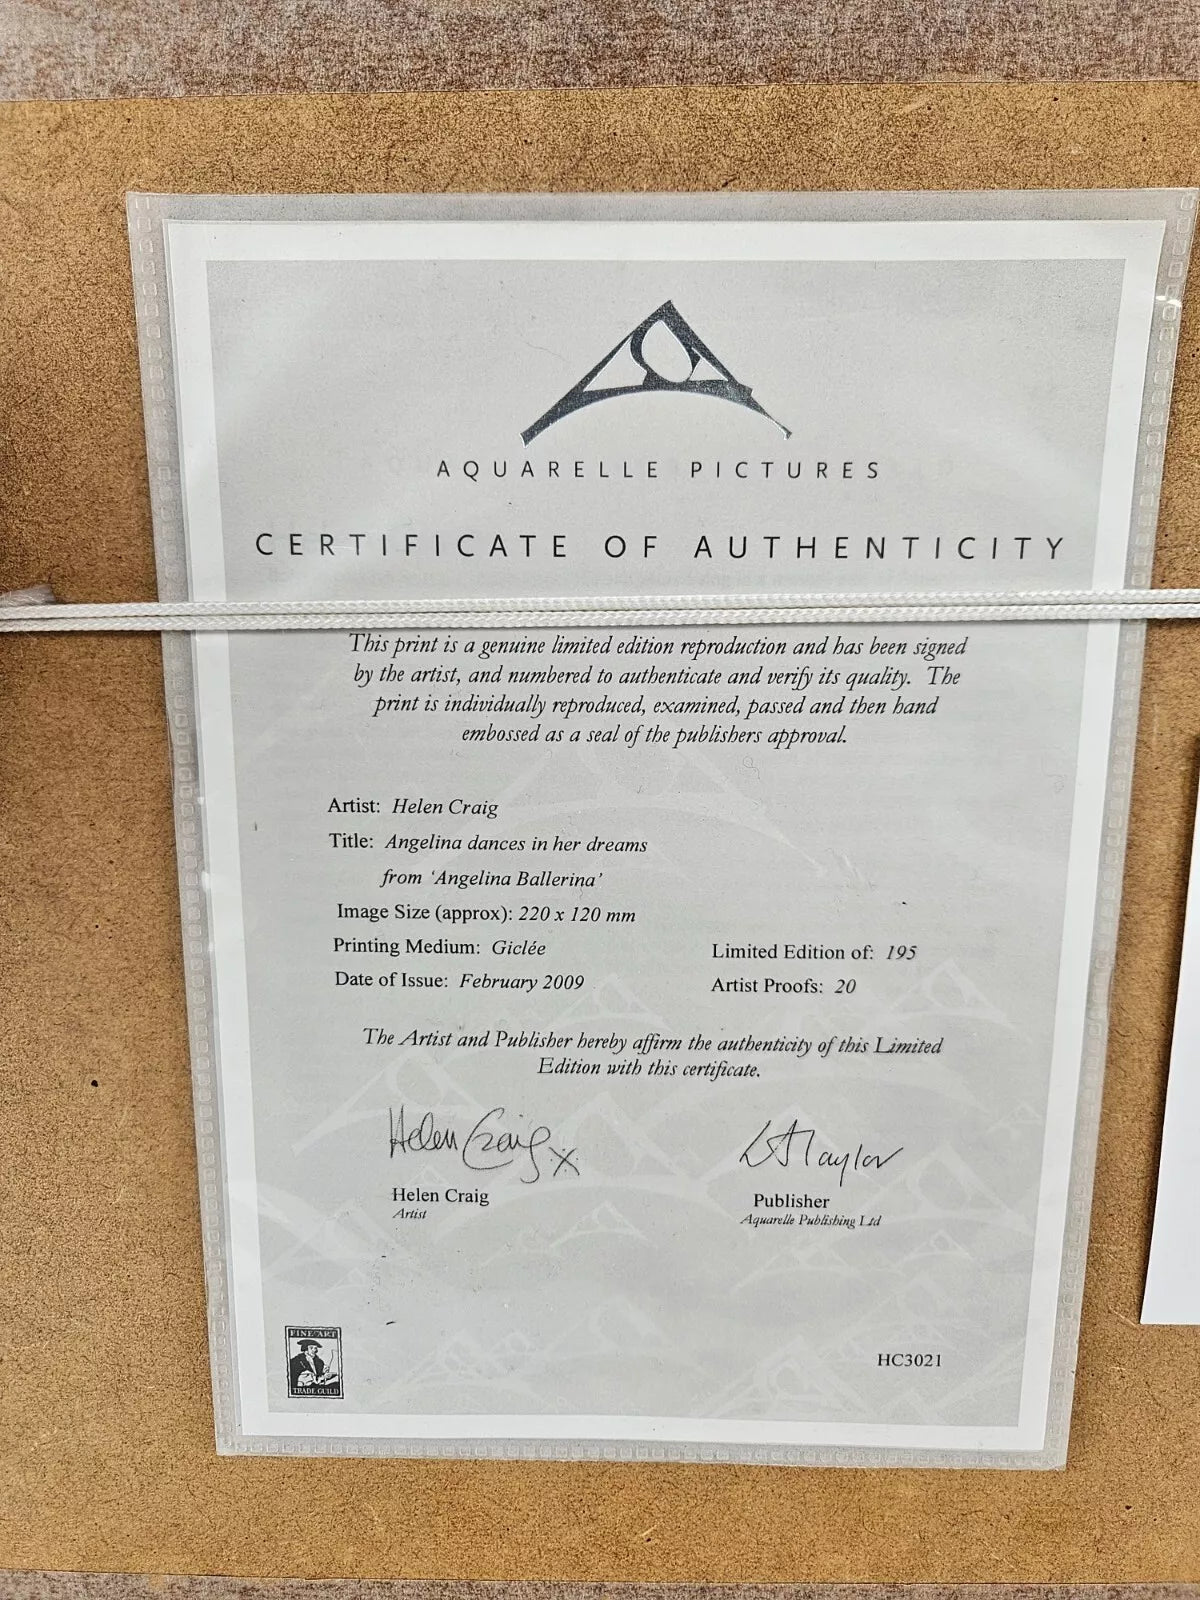 AQUARELLE PICTURES
CERTIFICATE OF AUTHENTICITY
This print is a genuine limited edition reproduction and has been signed
by the artist, and numbered to authenticate and verify its quality. The
print is individually reproduced, examined, passed and then hand
embossed as a seal of the publishers approval.
Artist: Helen Craig
Title: Angelina dances in her dreams
from ‘Angelina Ballerina’
Image Size (approx): 220 x 120 mm
Printing Medium: Giclée
Limited Edition of: 195
Date of Issue: February 2009
Artist Proofs: 20
The Artist and Publisher hereby affirm the authenticity of this Limited
Edition with this certificate.
Helen Craig x
Taylor
Helen Craig
Artist
Publisher
Aquarelle Publishing Ltd
FINE ART
TRADE GUILD
HC3021